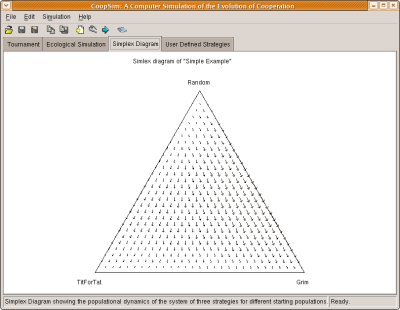 CoopSim: A Computer Simulation of the Evolution of Cooperation
File Edit Simulation Help
Tournament Ecological Simulation Simplex Diagram User Defined Strategies
Simlex diagram of "Simple Example"
Random
TitForTat Grim
Simplex Diagram showing the populational dynamics of the system of three strategies for different starting populations. Ready.